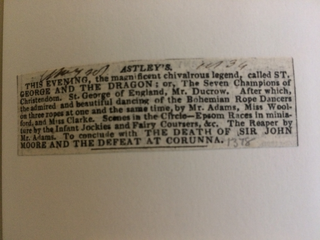 ASTLEY'S.
THIS EVENING, the magnificent chivalrous legend, called ST.
GEORGE AND THE DRAGON: or, The Seven Champions of
Christendom. St. George of England, Mr. Ducrow. After which,
the admired and beautiful dancing of the Bohemian Rope Dancers
on three ropes at one and the same time, by Mr. Adams, Miss Wool-
ford, and Miss Clarke. Scenes in the Circle—Epsom Races in minia-
ture by the Infant Jockies and Fairy Coursers, &c. The Reaper by
Mr. Adams. To conclude with THE DEATH OF SIR JOHN
MOORE AND THE DEFEAT AT CORUNNA.